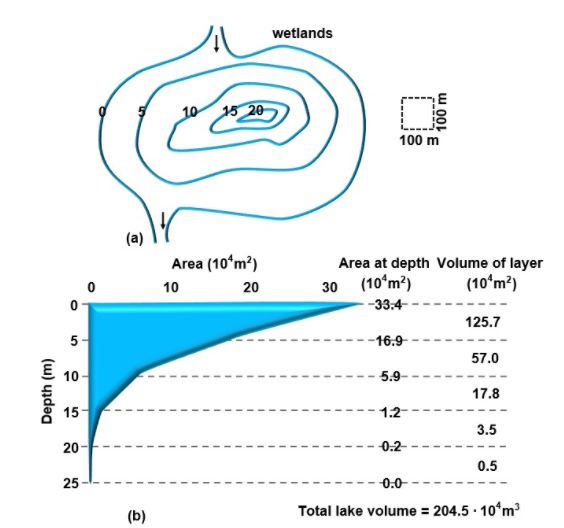 wetlands
0 5 10 15 20
100 m
100 m
(a)
Area (10⁴m²)
Area at depth Volume of layer
(10⁴m²) (10⁴m²)
0 10 20 30
0 33.4
125.7
5 16.9
57.0
10 5.9
17.8
15 1.2
3.5
20 0.2
0.5
25 0.0
Depth (m)
(b)
Total lake volume = 204.5 · 10⁴m³